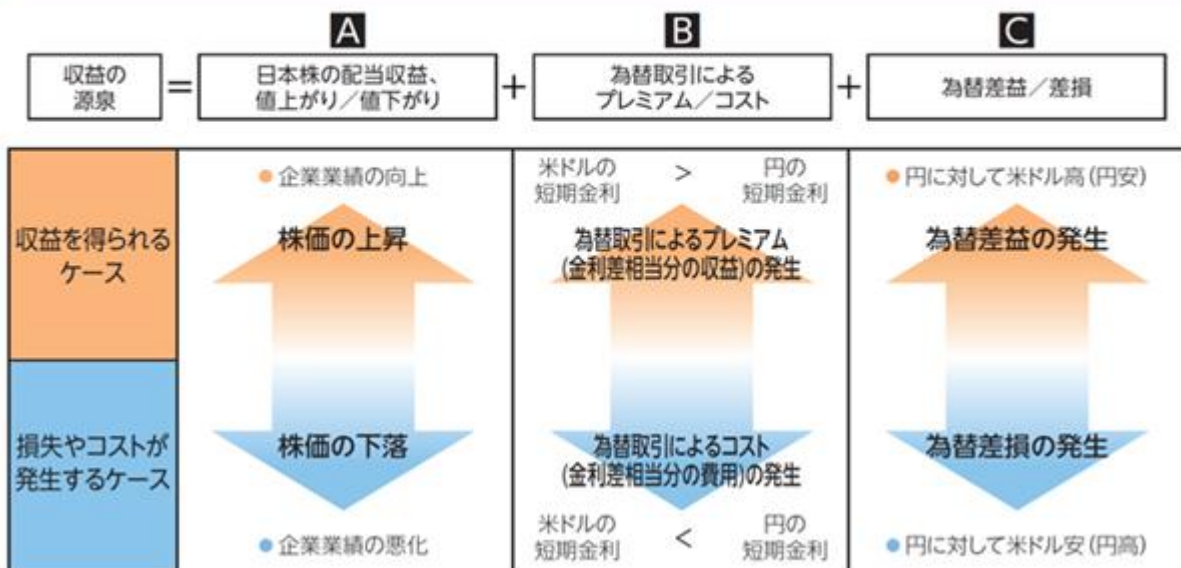 A
B
C
収益の
源泉
=
日本株の配当収益、
値上がり/値下がり
+
為替取引による
プレミアム/コスト
+
為替差益/差損
収益を得られる
ケース
●企業業績の向上
株価の上昇
米ドルの
短期金利
>
円の
短期金利
為替取引によるプレミアム
(金利差相当分の収益)の発生
●円に対して米ドル高(円安)
為替差益の発生
損失やコストが
発生するケース
株価の下落
●企業業績の悪化
為替取引によるコスト
(金利差相当分の費用)の発生
米ドルの
短期金利
<
円の
短期金利
為替差損の発生
●円に対して米ドル安(円高)